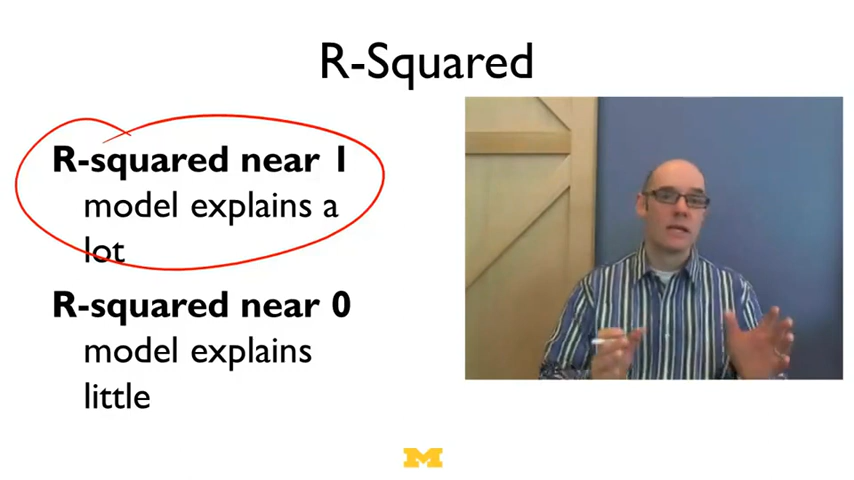 R-Squared
R-squared near 1
model explains a
lot
R-squared near 0
model explains
little
M